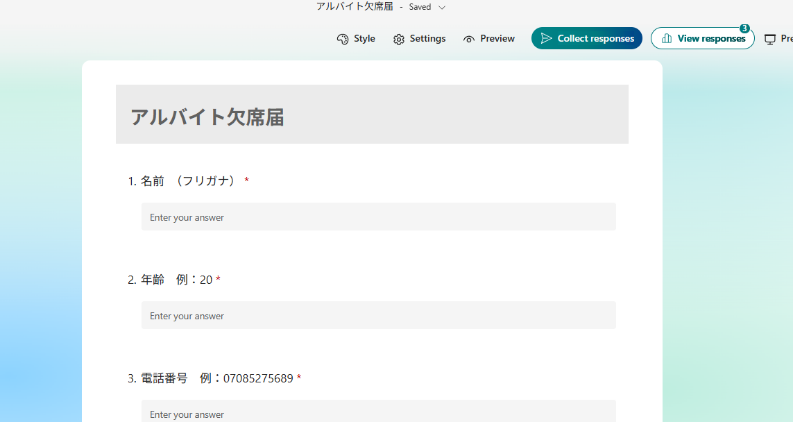 アルバイト欠席届 - Saved
Style Settings Preview Collect responses View responses 3
アルバイト欠席届
1. 名前 （フリガナ） *
Enter your answer
2. 年齢 例：20 *
Enter your answer
3. 電話番号 例：07085275689 *
Enter your answer